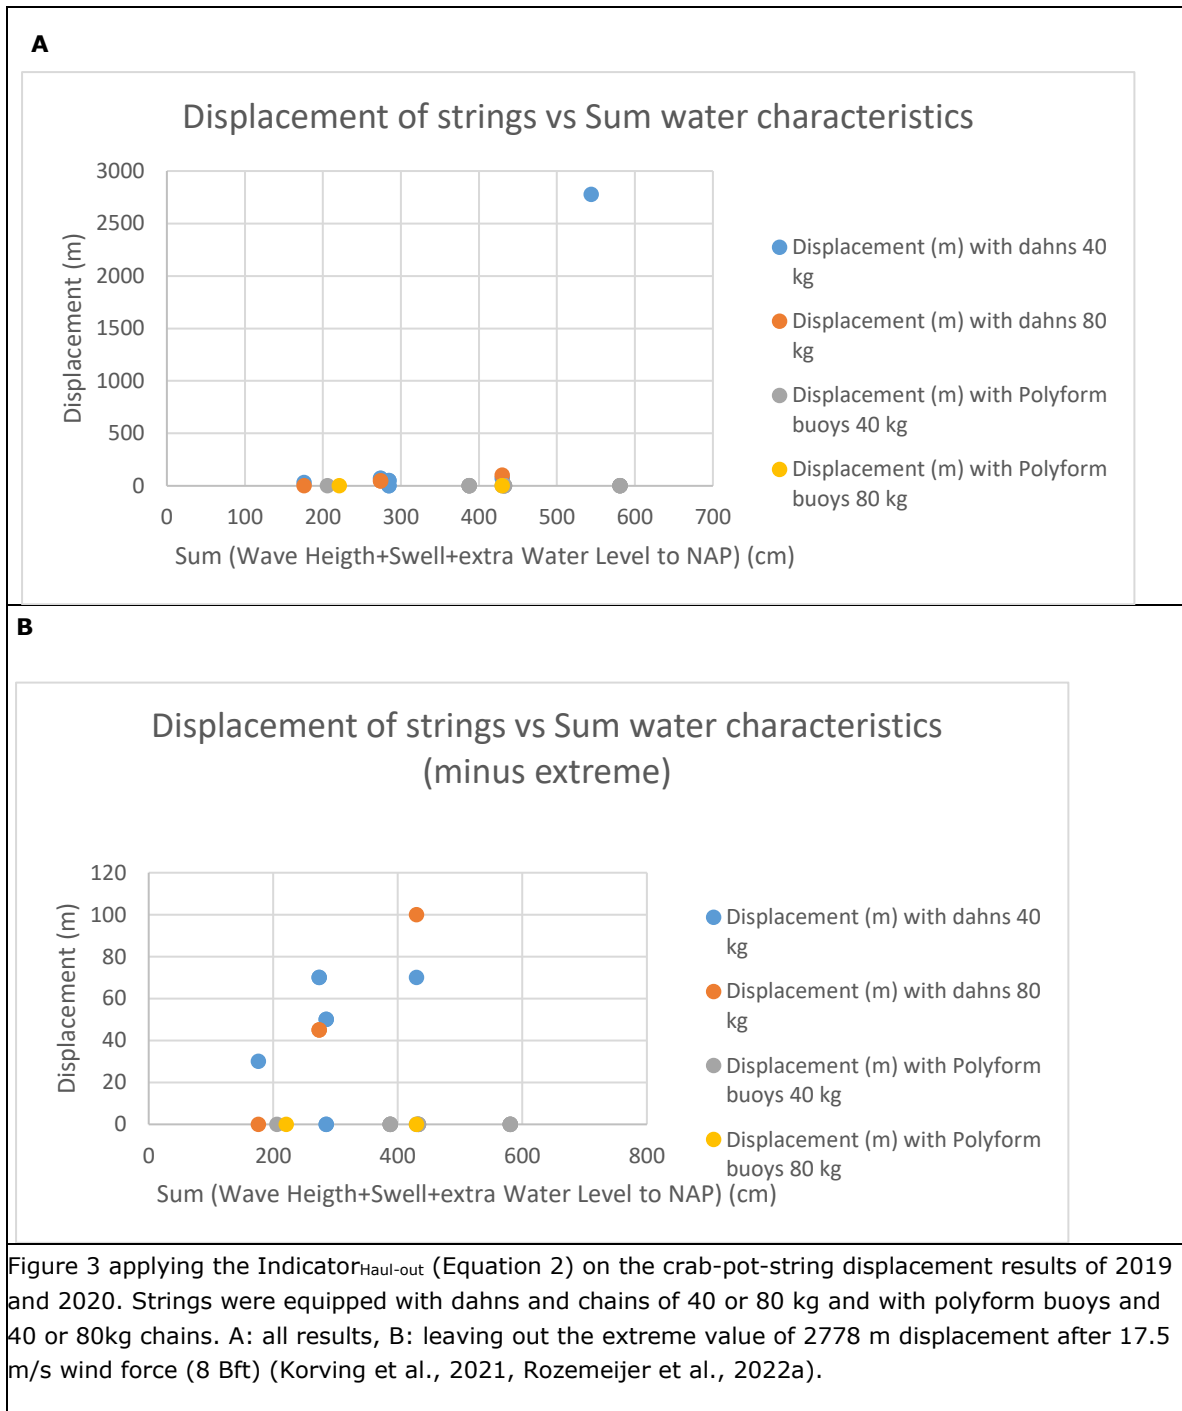 A
Displacement of strings vs Sum water characteristics
3000
2500
2000
1500
1000
500
0
Displacement (m)
0 100 200 300 400 500 600 700
Sum (Wave Heigth+Swell+extra Water Level to NAP) (cm)
Displacement (m) with dahns 40
kg
Displacement (m) with dahns 80
kg
Displacement (m) with Polyform
buoys 40 kg
Displacement (m) with Polyform
buoys 80 kg
B
Displacement of strings vs Sum water characteristics
(minus extreme)
120
100
80
60
40
20
0
Displacement (m)
0 200 400 600 800
Sum (Wave Heigth+Swell+extra Water Level to NAP) (cm)
Displacement (m) with dahns 40
kg
Displacement (m) with dahns 80
kg
Displacement (m) with Polyform
buoys 40 kg
Displacement (m) with Polyform
buoys 80 kg
Figure 3 applying the IndicatorHaul-out (Equation 2) on the crab-pot-string displacement results of 2019
and 2020. Strings were equipped with dahns and chains of 40 or 80 kg and with polyform buoys and
40 or 80kg chains. A: all results, B: leaving out the extreme value of 2778 m displacement after 17.5
m/s wind force (8 Bft) (Korving et al., 2021, Rozemeijer et al., 2022a).